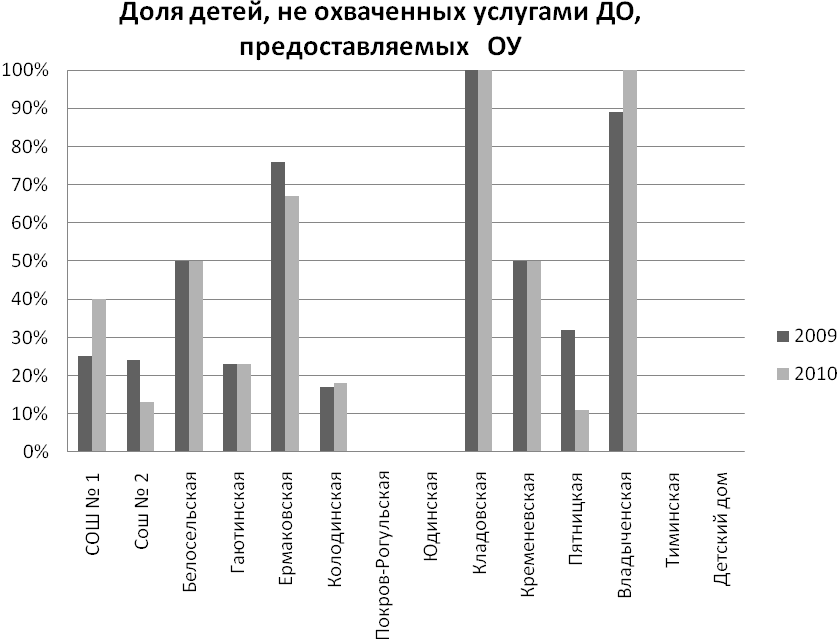 Доля детей, не охваченных услугами ДО,
предоставляемых ОУ
100%
90%
80%
70%
60%
50%
40%
30%
20%
10%
0%
СОШ № 1
Сош № 2
Белосельская
Гаютинская
Ермаковская
Колодинская
Покров-Рогульская
Юдинская
Кладовская
Кременевская
Пятницкая
Владыченская
Тиминская
Детский дом
2009
2010